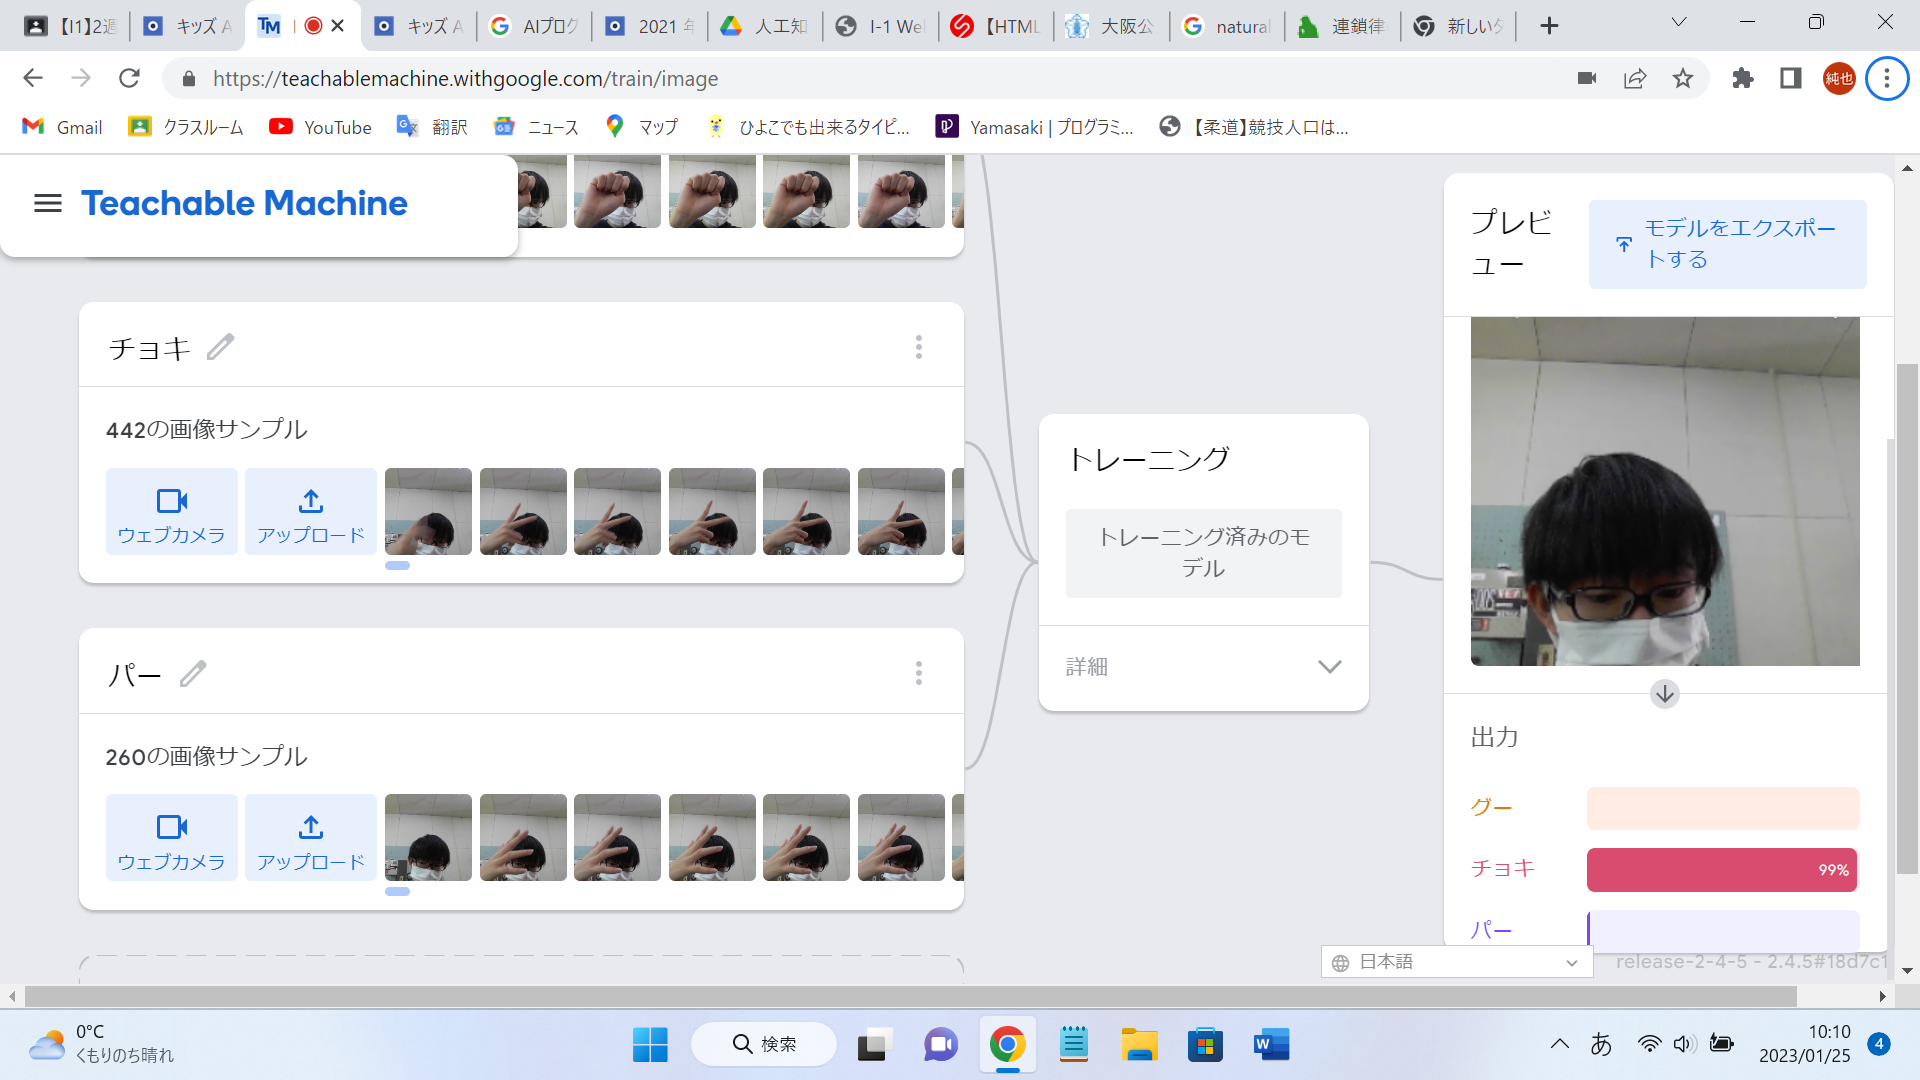 【I1】2週
キッズ A
TM
キッズ A
AIプログ
2021 年
人工知
I-1 We
【HTML
大阪公
natural
連鎖律
新しいタ
https://teachablemachine.withgoogle.com/train/image
純也
Gmail
クラスルーム
YouTube
翻訳
ニュース
マップ
ひよこでも出来るタイピ...
Yamasaki | プログラミ...
【柔道】競技人口は...
Teachable Machine
チョキ
442の画像サンプル
ウェブカメラ
アップロード
パー
260の画像サンプル
ウェブカメラ
アップロード
トレーニング
トレーニング済みのモ
デル
詳細
プレビ
ュー
モデルをエクスポー
トする
出力
グー
チョキ
99%
パー
日本語
release-2-4-5 - 2.4.5#18d7c1
0°C
くもりのち晴れ
検索
あ
10:10
2023/01/25
4